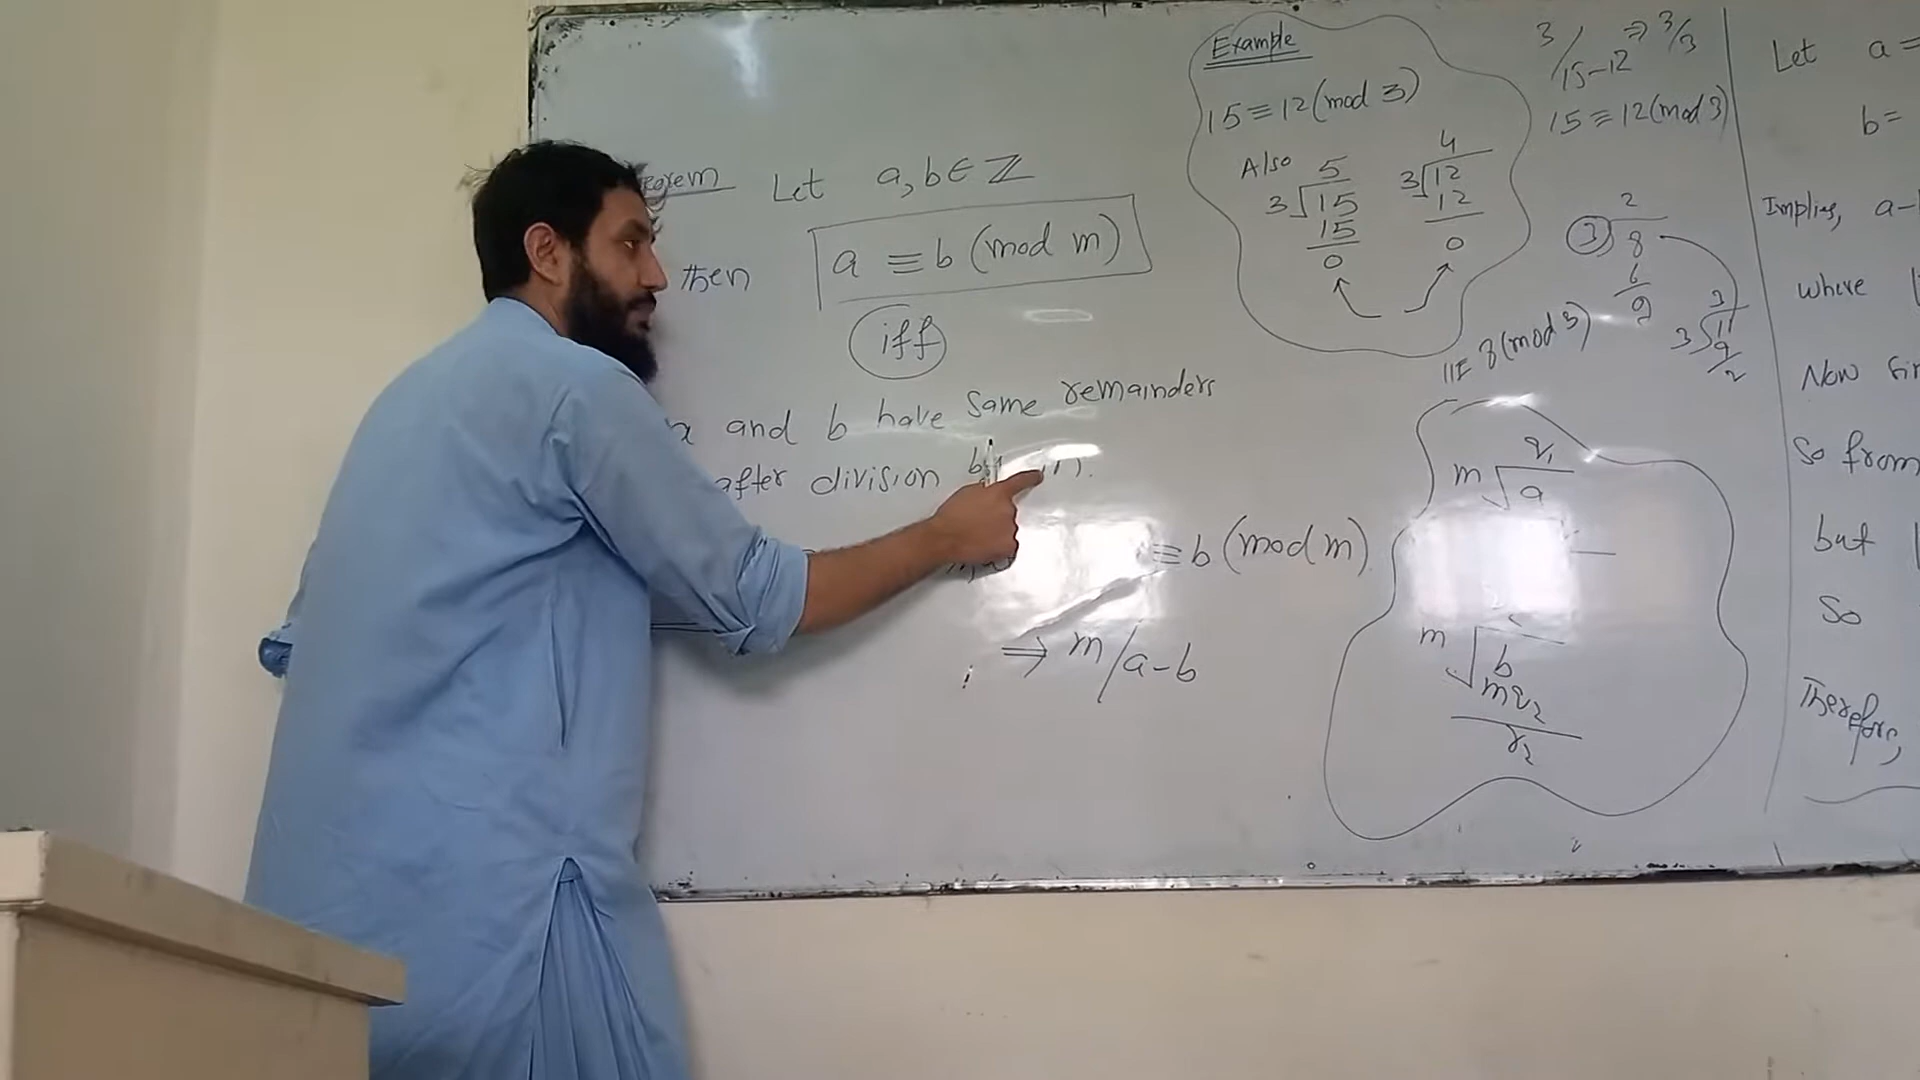 Let a, b ∈ ℤ
then a ≡ b (mod m)
iff
and b have same remainders
after division by m.
≡ b (mod m)
⇒ m/a-b
Example
15 ≡ 12 (mod 3)
Also
5
3√15
15
0
4
3√12
12
0
3/15-12 ⇒ 3/3
15 ≡ 12 (mod 3)
2
3)8
6
2
11 ≡ 8 (mod 3)
3
3√11
9
2
q₁
m√a
m√b
mq₂
r₂
Let a =
b =
Implies, a-
where
Now
So from
but
So
Therefore,